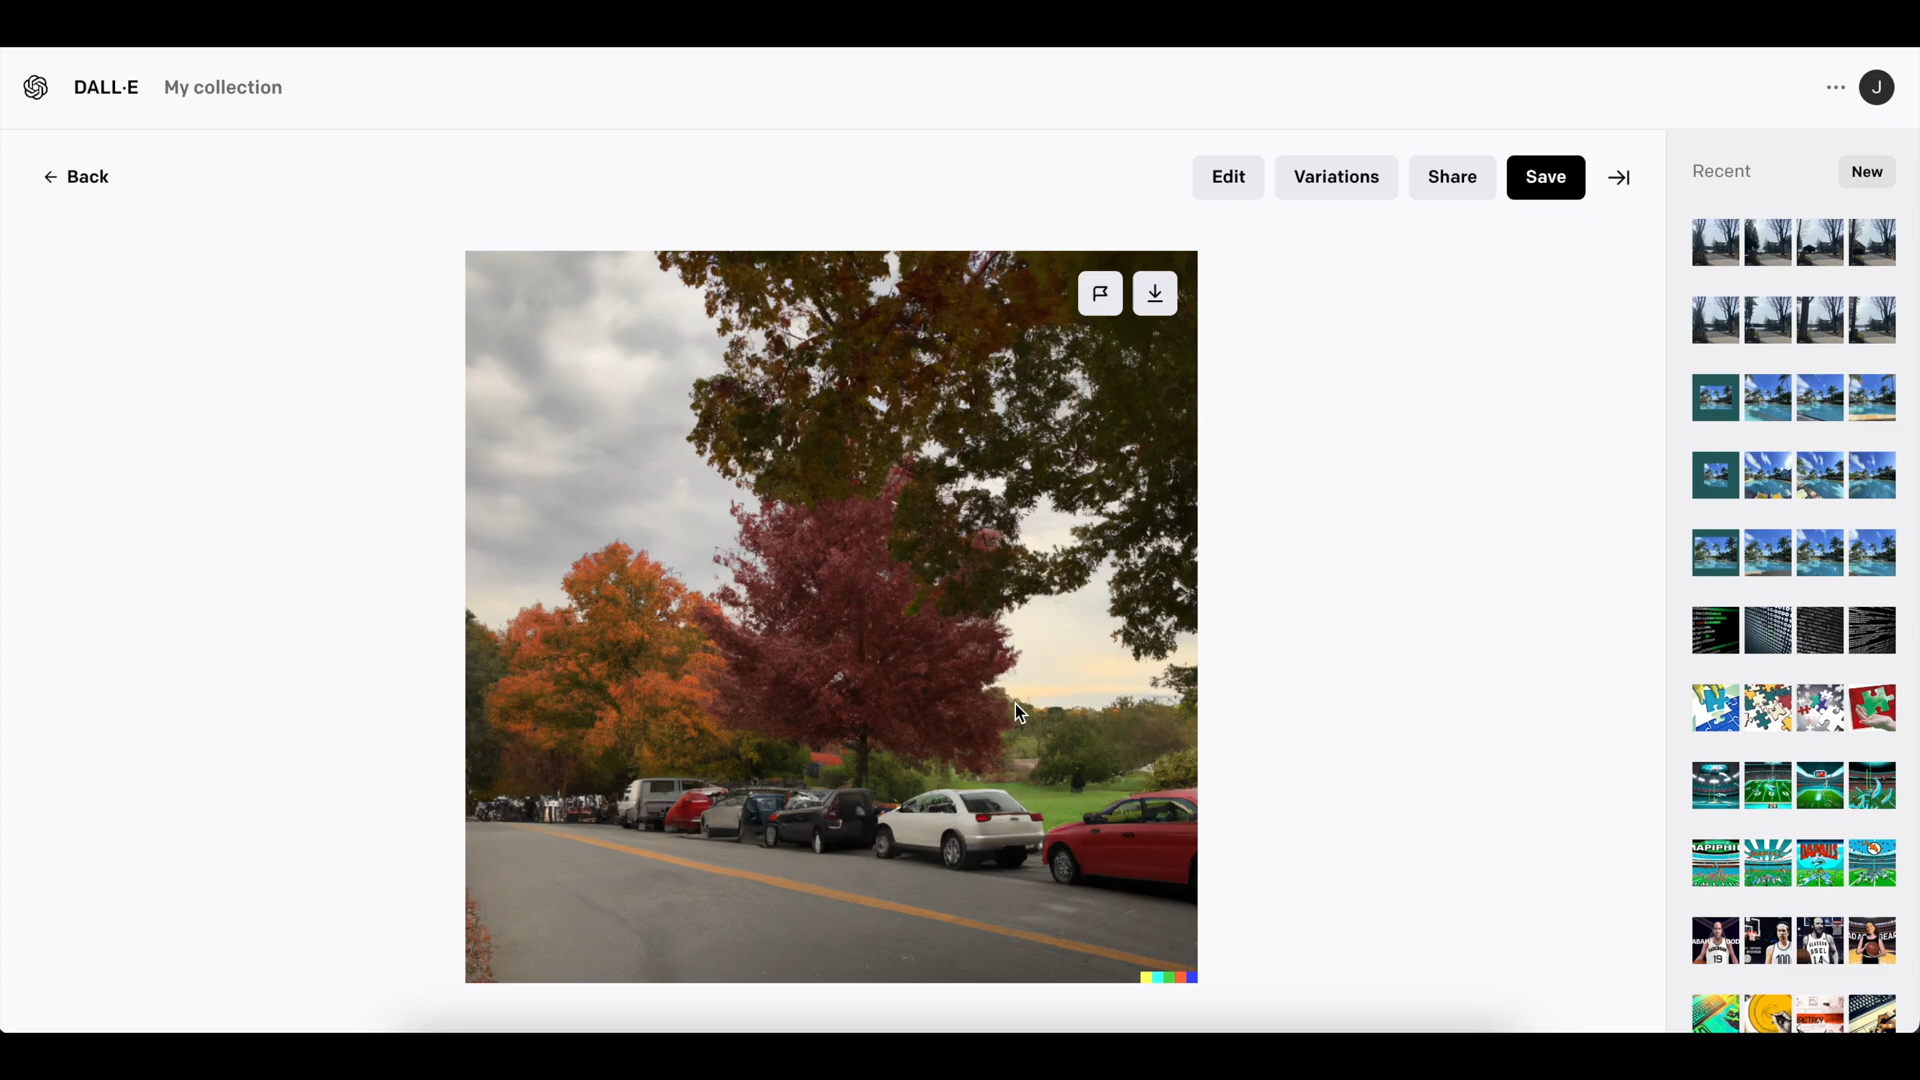 DALL·E My collection
J
Back
Edit Variations Share Save
Recent New